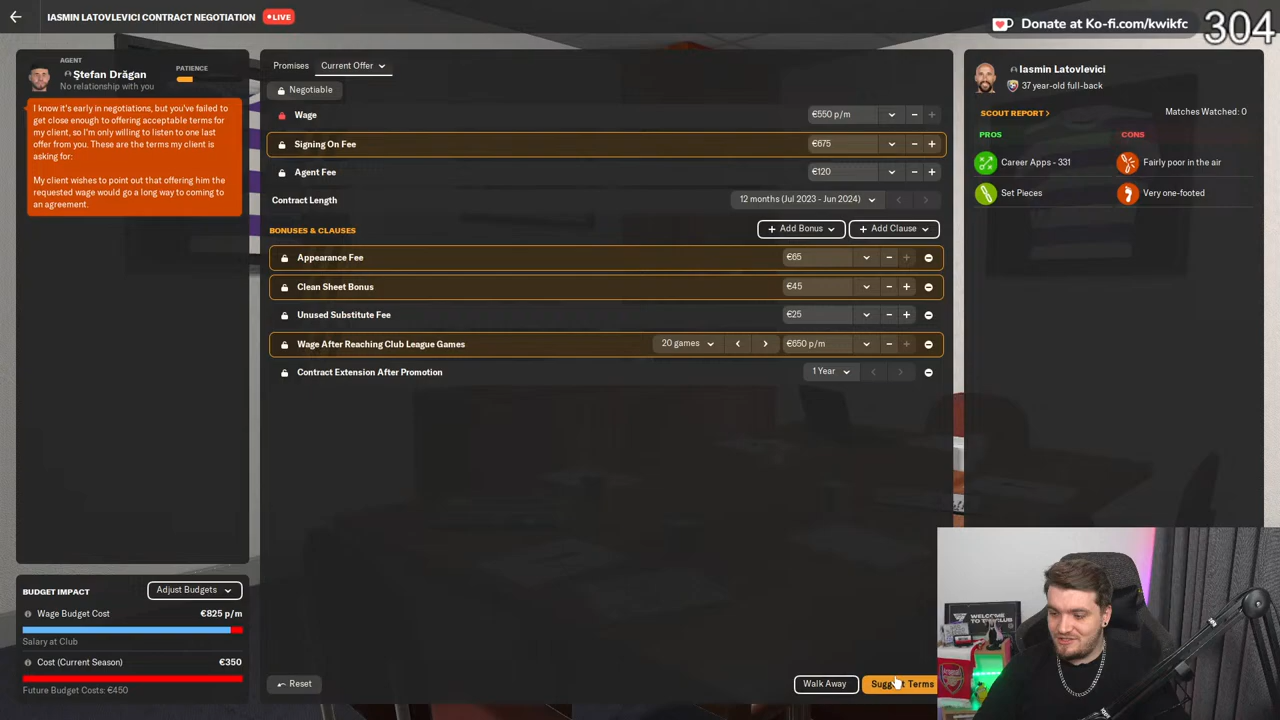 IASMIN LATOVLEVICI CONTRACT NEGOTIATION
LIVE
Donate at Ko-fi.com/kwikfc
304
AGENT
Ștefan Drăgan
No relationship with you
PATIENCE
I know it's early in negotiations, but you've failed to
get close enough to offering acceptable terms for
my client, so I'm only willing to listen to one last
offer from you. These are the terms my client is
asking for:
My client wishes to point out that offering him the
requested wage would go a long way to coming to
an agreement.
Promises
Current Offer
Negotiable
Wage
€550 p/m
Signing On Fee
€675
Agent Fee
€120
Contract Length
12 months (Jul 2023 - Jun 2024)
BONUSES & CLAUSES
Add Bonus
Add Clause
Appearance Fee
€65
Clean Sheet Bonus
€45
Unused Substitute Fee
€25
Wage After Reaching Club League Games
20 games
€650 p/m
Contract Extension After Promotion
1 Year
Iasmin Latovlevici
37 year-old full-back
SCOUT REPORT >
Matches Watched: 0
PROS
CONS
Career Apps - 331
Fairly poor in the air
Set Pieces
Very one-footed
BUDGET IMPACT
Adjust Budgets
Wage Budget Cost
€825 p/m
Salary at Club
Cost (Current Season)
€350
Future Budget Costs: €450
Reset
Walk Away
Suggest Terms
WELCOME
Arsenal